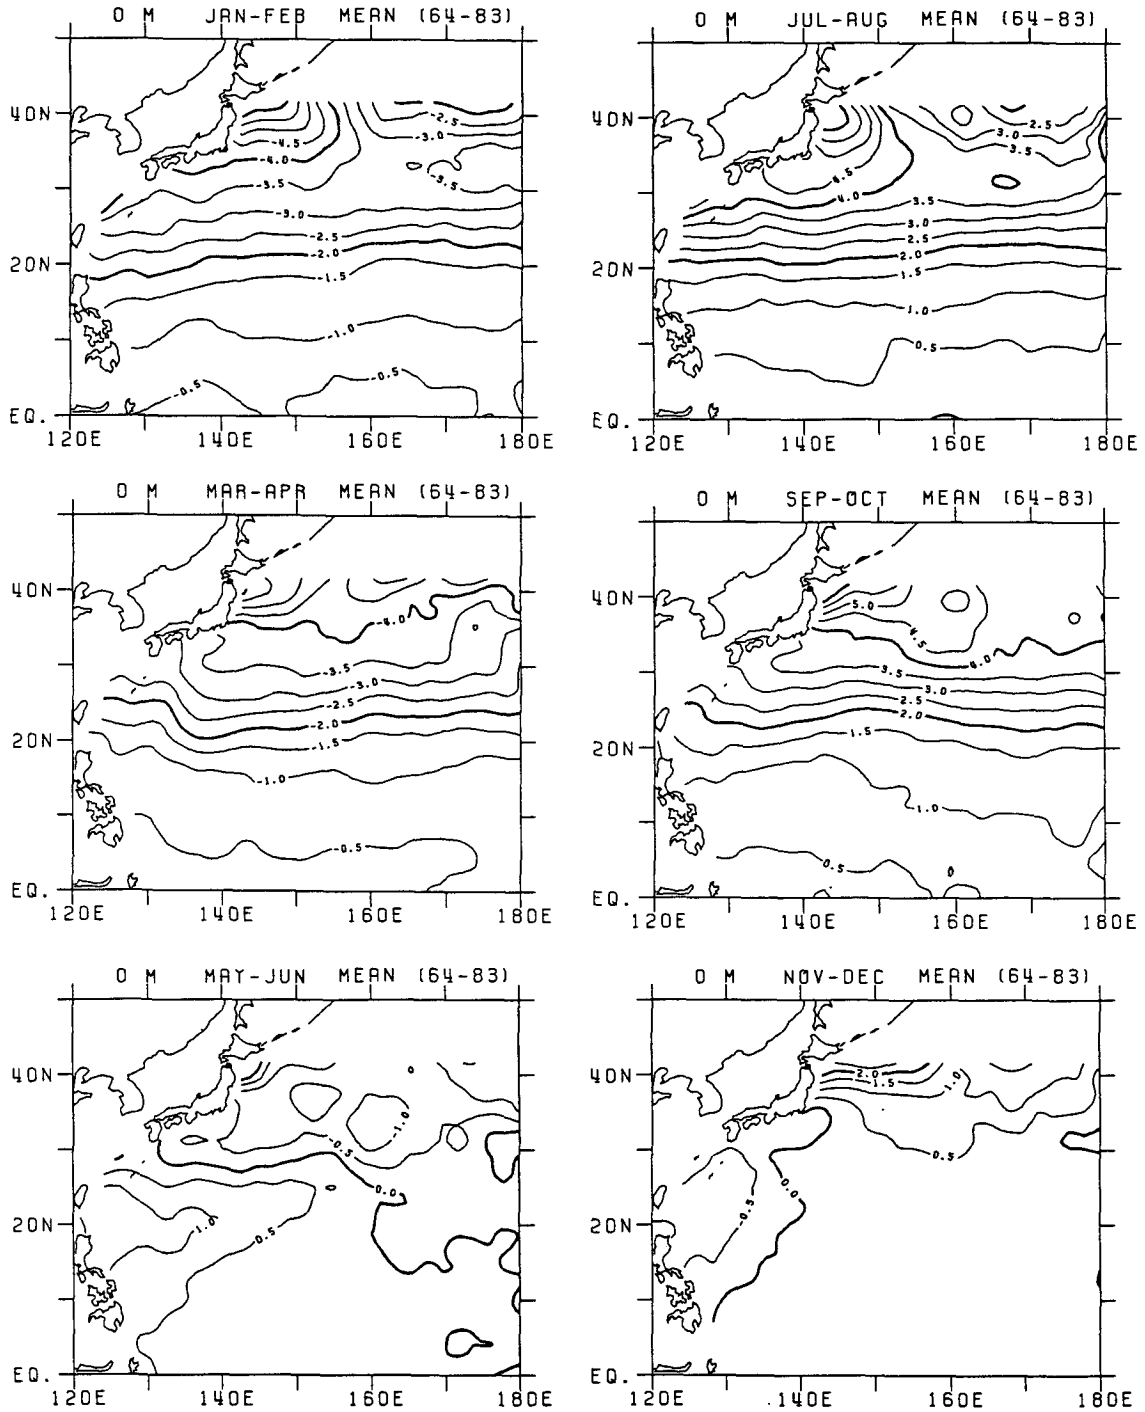 0 M JAN-FEB MEAN (64-83)
40N
-2.5
-3.0
-4.5
-4.0
-3.5
-3.5
-3.0
-2.5
20N
-2.0
-1.5
-1.0
-0.5
-0.5
EQ.
120E 140E 160E 180E
0 M JUL-AUG MEAN (64-83)
40N
2.5
3.0
3.5
4.5
4.0
3.5
3.0
2.5
20N
2.0
1.5
1.0
0.5
EQ.
120E 140E 160E 180E
0 M MAR-APR MEAN (64-83)
40N
-4.0
-3.5
-3.0
-2.5
-2.0
20N
-1.5
-1.0
-0.5
EQ.
120E 140E 160E 180E
0 M SEP-OCT MEAN (64-83)
40N
5.0
4.5
4.0
3.5
3.0
2.5
2.0
20N
1.5
1.0
0.5
0
EQ.
120E 140E 160E 180E
0 M MAY-JUN MEAN (64-83)
40N
-1.0
-0.5
0.0
20N
1.0
0.5
EQ.
120E 140E 160E 180E
0 M NOV-DEC MEAN (64-83)
40N
2.0
1.5
1.0
0.5
0.0
-0.5
20N
EQ.
120E 140E 160E 180E